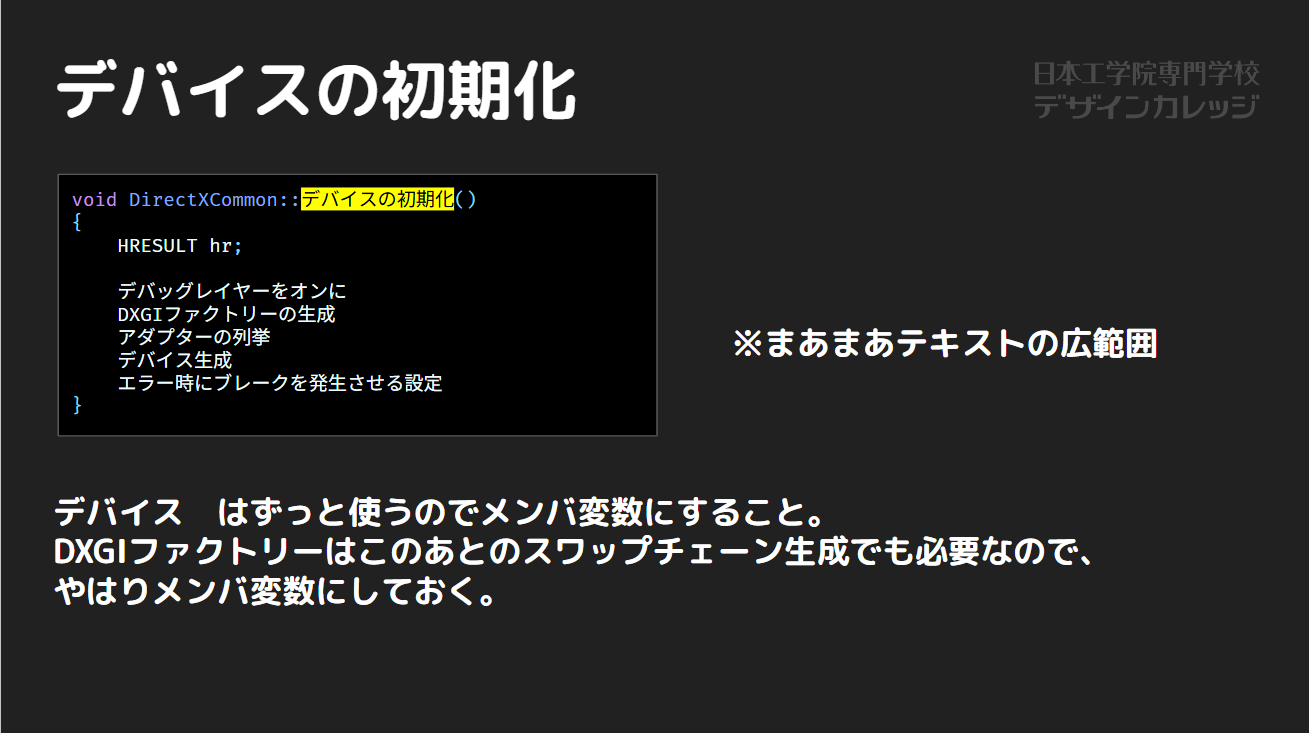 デバイスの初期化
日本工学院専門学校
デザインカレッジ
void DirectXCommon::デバイスの初期化()
{
HRESULT hr;
デバッグレイヤーをオンに
DXGIファクトリーの生成
アダプターの列挙
デバイス生成
エラー時にブレークを発生させる設定
}
※まあまあテキストの広範囲
デバイス　はずっと使うのでメンバ変数にすること。
DXGIファクトリーはこのあとのスワップチェーン生成でも必要なので、
やはりメンバ変数にしておく。